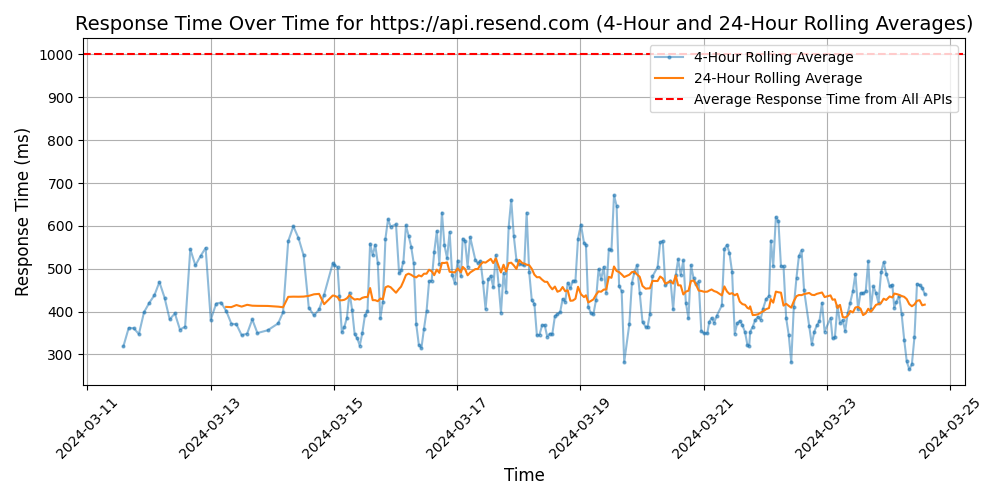 Response Time Over Time for https://api.resend.com (4-Hour and 24-Hour Rolling Averages)
4-Hour Rolling Average
24-Hour Rolling Average
Average Response Time from All APIs
Response Time (ms)
1000
900
800
700
600
500
400
300
2024-03-11
2024-03-13
2024-03-15
2024-03-17
2024-03-19
2024-03-21
2024-03-23
2024-03-25
Time